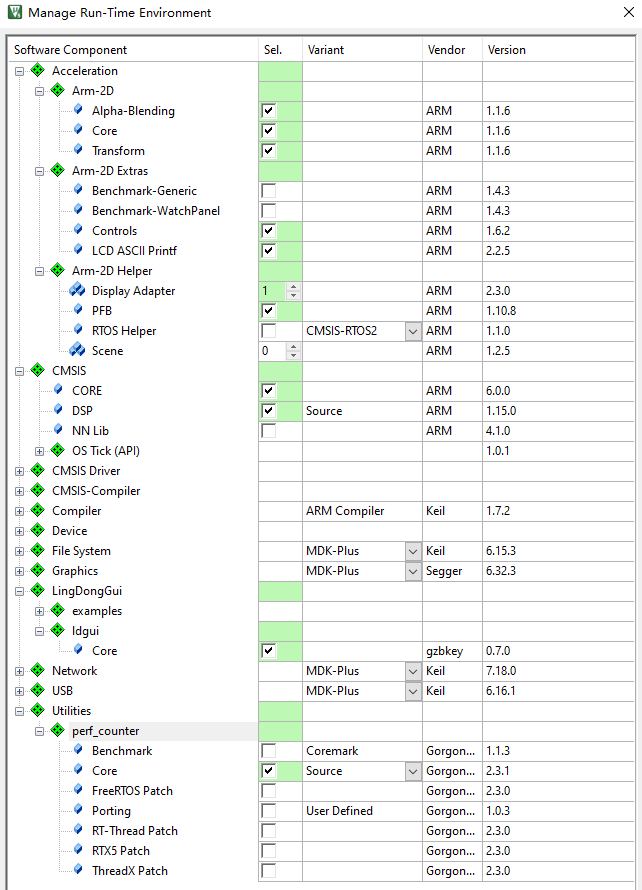 Manage Run-Time Environment
Software Component Sel. Variant Vendor Version
Acceleration
Arm-2D
Alpha-Blending ARM 1.1.6
Core ARM 1.1.6
Transform ARM 1.1.6
Arm-2D Extras
Benchmark-Generic ARM 1.4.3
Benchmark-WatchPanel ARM 1.4.3
Controls ARM 1.6.2
LCD ASCII Printf ARM 2.2.5
Arm-2D Helper
Display Adapter 1 ARM 2.3.0
PFB ARM 1.10.8
RTOS Helper CMSIS-RTOS2 ARM 1.1.0
Scene 0 ARM 1.2.5
CMSIS
CORE ARM 6.0.0
DSP Source ARM 1.15.0
NN Lib ARM 4.1.0
OS Tick (API) 1.0.1
CMSIS Driver
CMSIS-Compiler
Compiler ARM Compiler Keil 1.7.2
Device
File System MDK-Plus Keil 6.15.3
Graphics MDK-Plus Segger 6.32.3
LingDongGui
examples
ldgui
Core gzbkey 0.7.0
Network MDK-Plus Keil 7.18.0
USB MDK-Plus Keil 6.16.1
Utilities
perf_counter
Benchmark Coremark Gorgon... 1.1.3
Core Source Gorgon... 2.3.1
FreeRTOS Patch Gorgon... 2.3.0
Porting User Defined Gorgon... 1.0.3
RT-Thread Patch Gorgon... 2.3.0
RTX5 Patch Gorgon... 2.3.0
ThreadX Patch Gorgon... 2.3.0